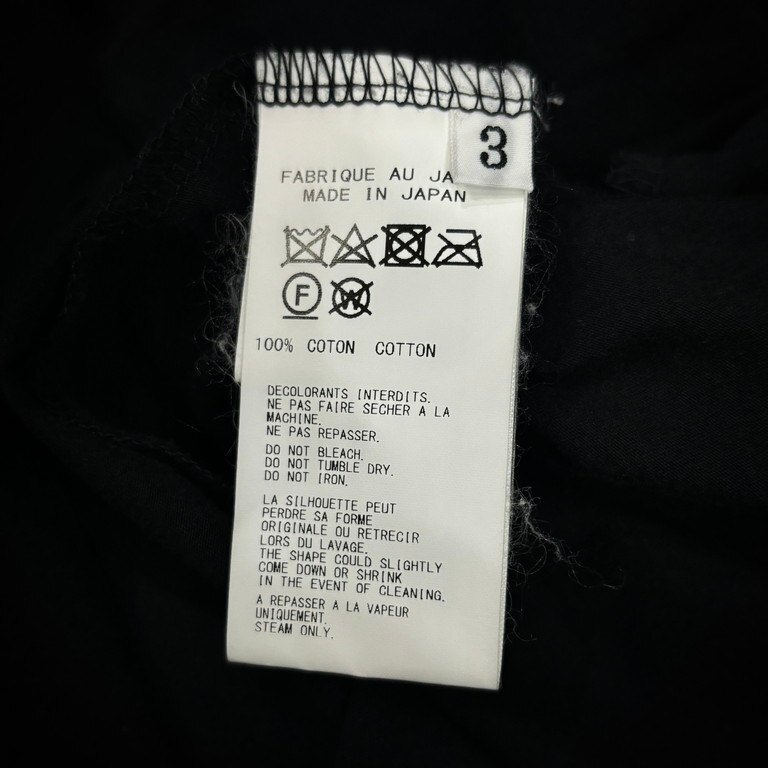 3
FABRIQUE AU JA
MADE IN JAPAN
F W
100% COTON COTTON
DECOLORANTS INTERDITS.
NE PAS FAIRE SECHER A LA
MACHINE.
NE PAS REPASSER.
DO NOT BLEACH.
DO NOT TUMBLE DRY.
DO NOT IRON.
LA SILHOUETTE PEUT
PERDRE SA FORME
ORIGINALE OU RETRECIR
LORS DU LAVAGE.
THE SHAPE COULD SLIGHTLY
COME DOWN OR SHRINK
IN THE EVENT OF CLEANING.
A REPASSER A LA VAPEUR
UNIQUEMENT.
STEAM ONLY.